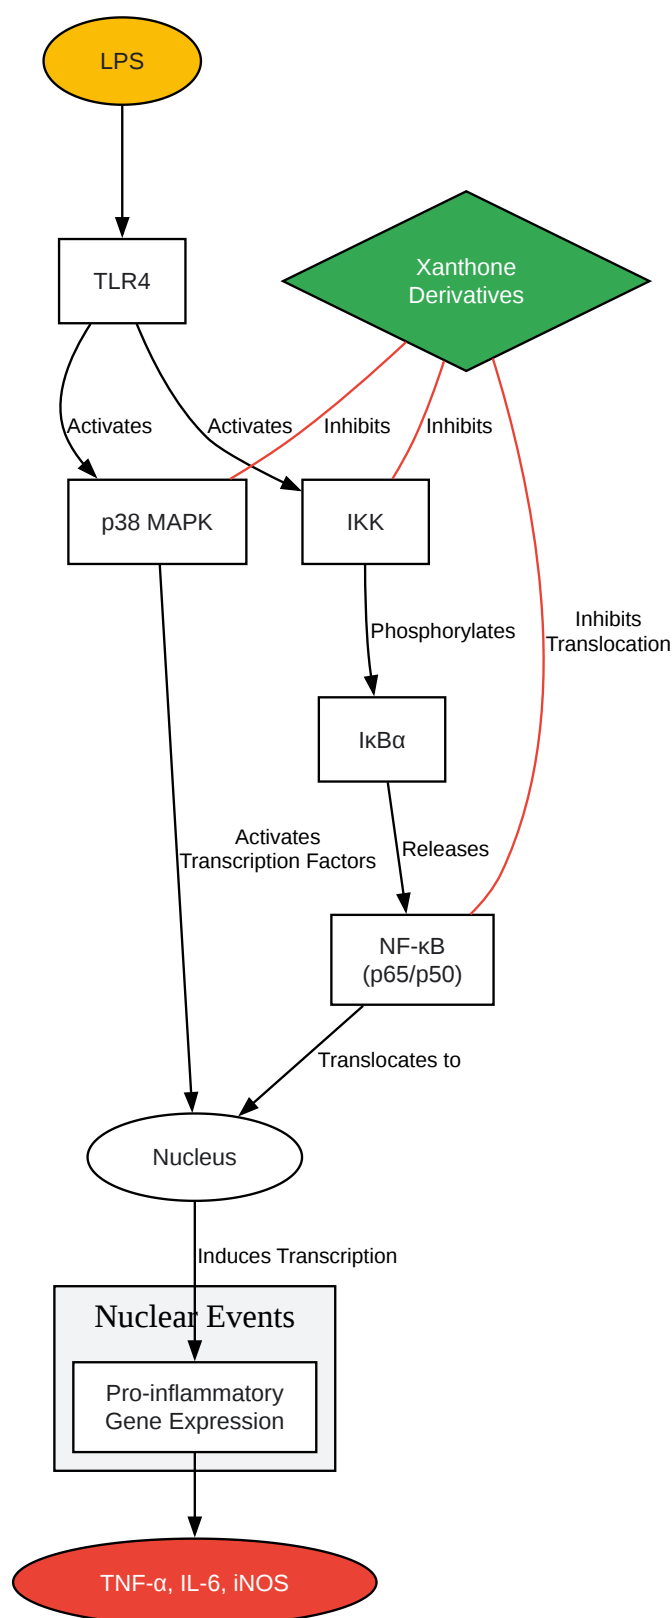 LPS
TLR4
Xanthone
Derivatives
Activates
Activates
Inhibits
Inhibits
p38 MAPK
IKK
Inhibits
Translocation
Phosphorylates
IκBα
Activates
Transcription Factors
Releases
NF-κB
(p65/p50)
Translocates to
Nucleus
Induces Transcription
Nuclear Events
Pro-inflammatory
Gene Expression
TNF-α, IL-6, iNOS